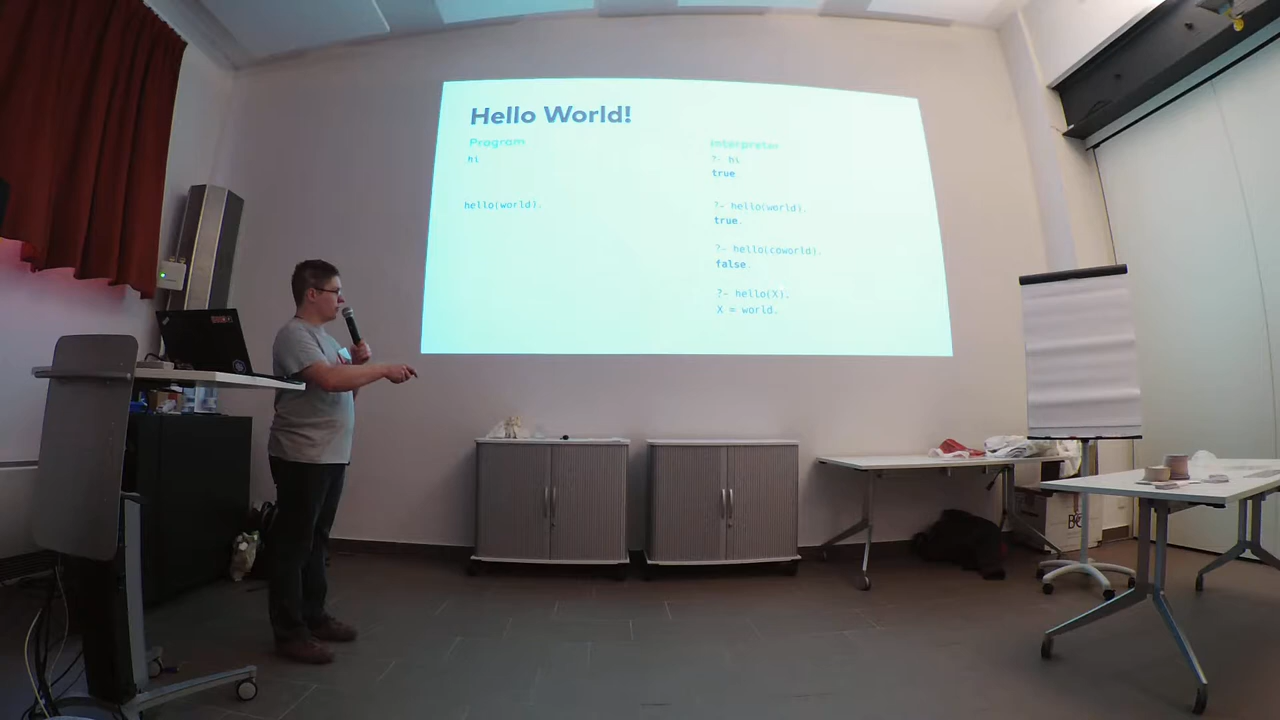 Hello World!
Program
hi
hello(world).
Interpreter
?- hi
true
?- hello(world).
true.
?- hello(coworld).
false.
?- hello(X).
X = world.